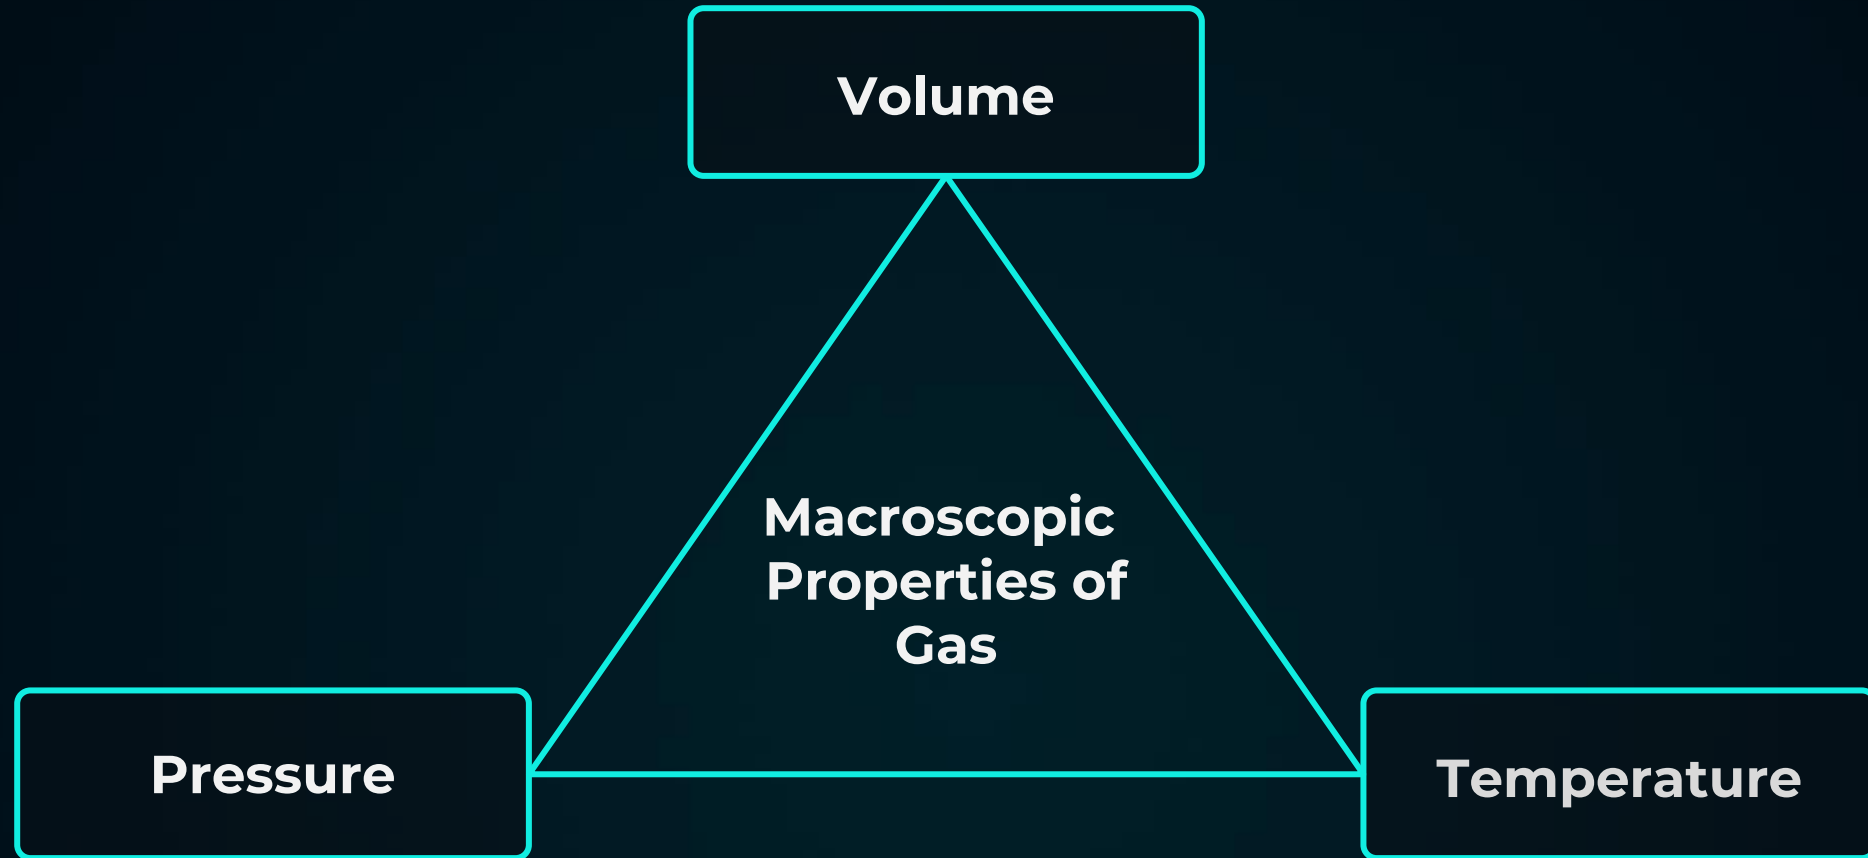 Volume
Macroscopic
Properties of
Gas
Pressure
Temperature